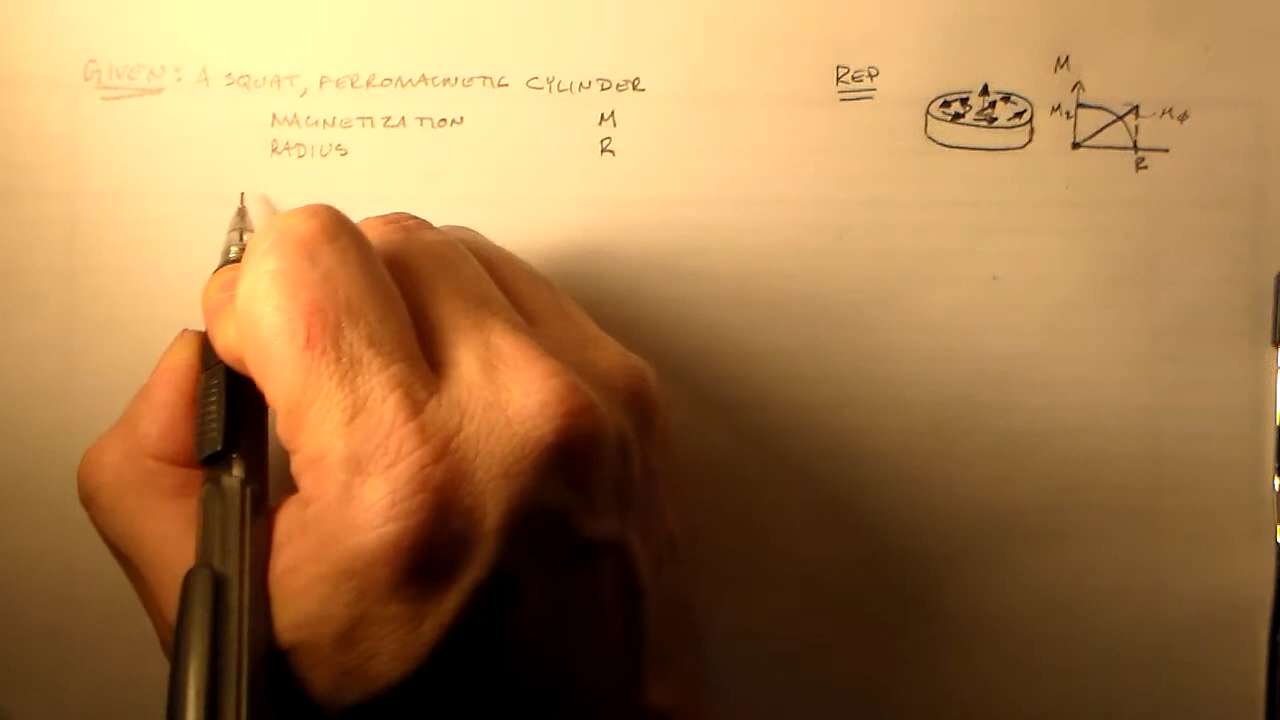 GIVEN: A SQUAT, FERROMAGNETIC CYLINDER
MAGNETIZATION M
RADIUS R
REP
M
Mz
Mϕ
R